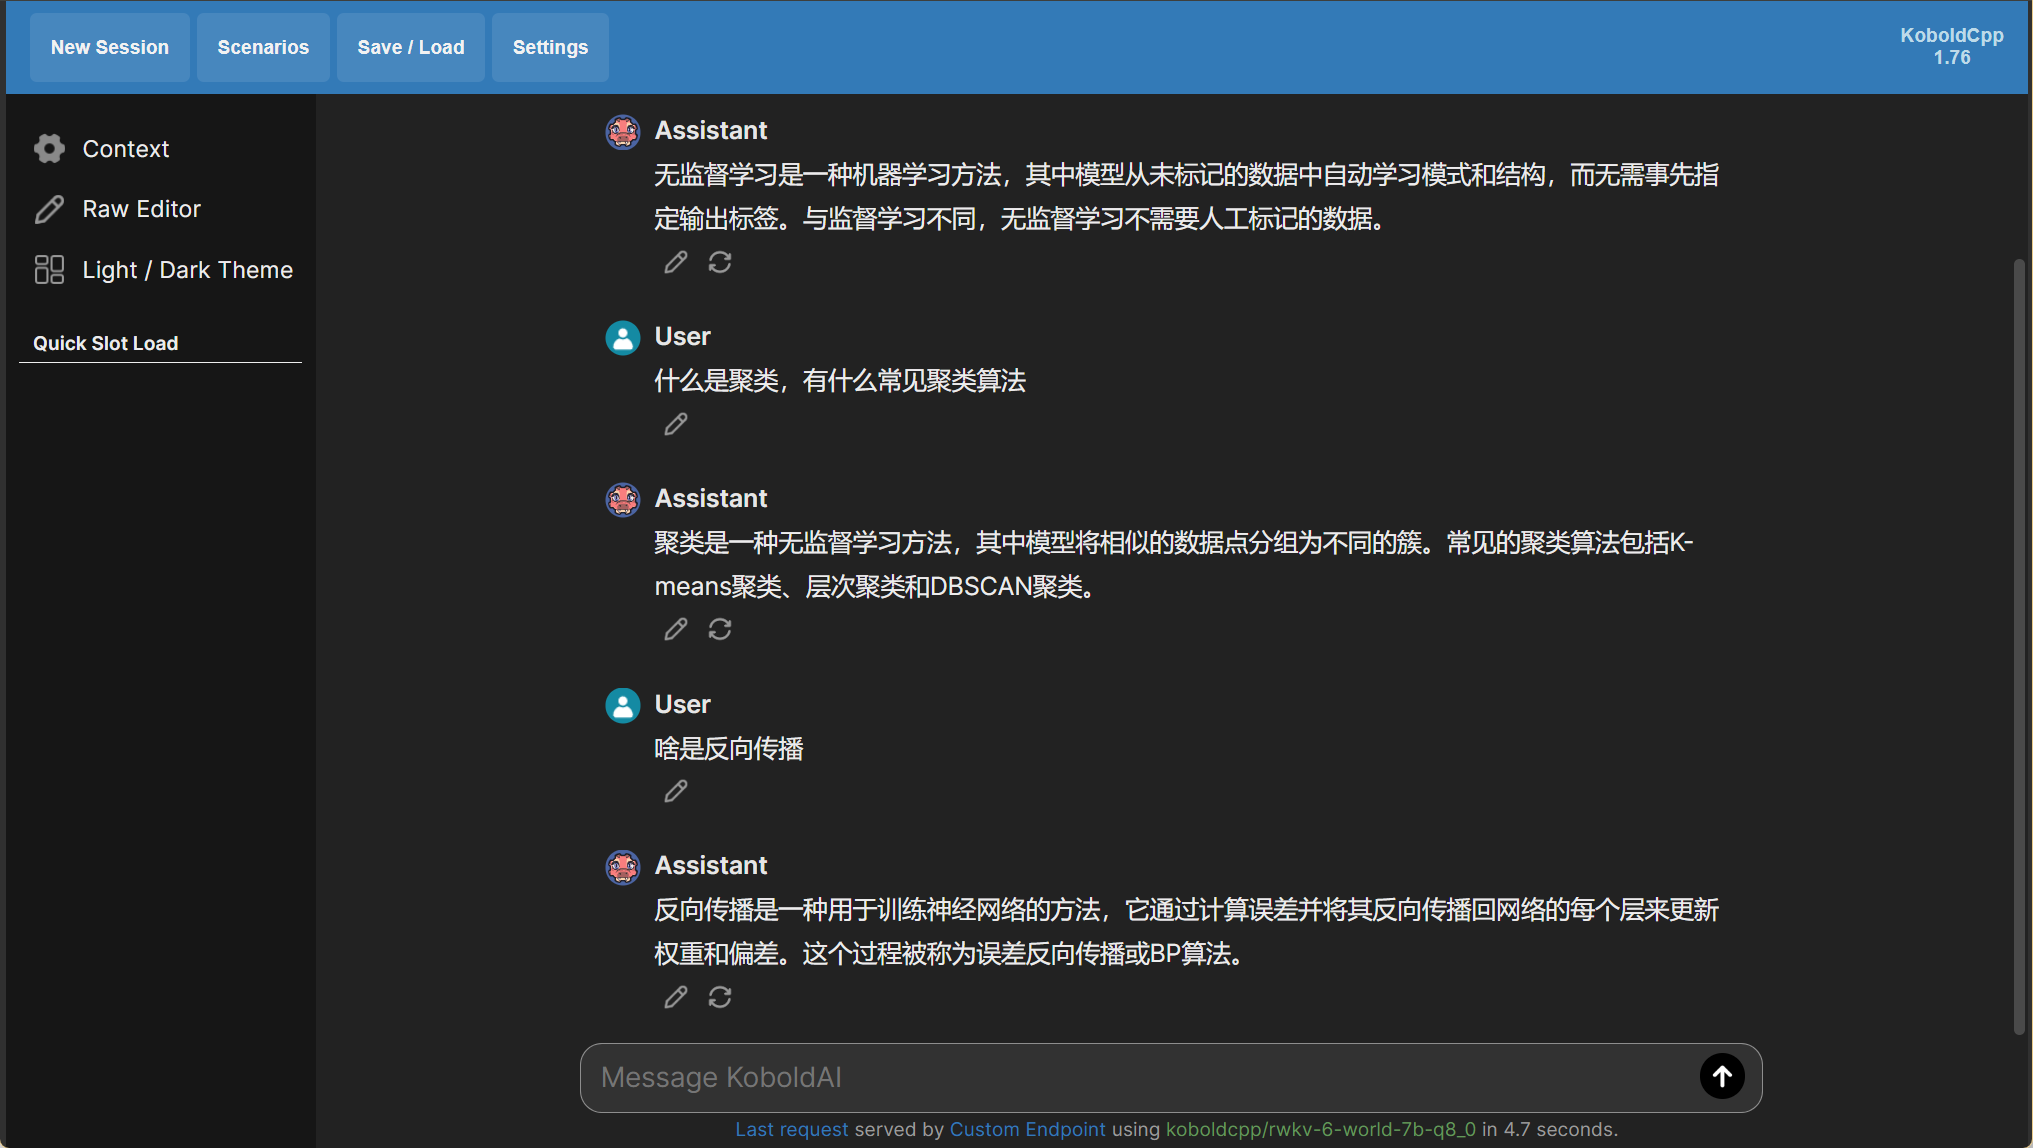 New Session
Scenarios
Save / Load
Settings
KoboldCpp
1.76
Context
Raw Editor
Light / Dark Theme
Quick Slot Load
Assistant
无监督学习是一种机器学习方法，其中模型从未标记的数据中自动学习模式和结构，而无需事先指
定输出标签。与监督学习不同，无监督学习不需要人工标记的数据。
User
什么是聚类，有什么常见聚类算法
Assistant
聚类是一种无监督学习方法，其中模型将相似的数据点分组为不同的簇。常见的聚类算法包括K-
means聚类、层次聚类和DBSCAN聚类。
User
啥是反向传播
Assistant
反向传播是一种用于训练神经网络的方法，它通过计算误差并将其反向传播回网络的每个层来更新
权重和偏差。这个过程被称为误差反向传播或BP算法。
Message KoboldAI
Last request served by Custom Endpoint using koboldcpp/rwkv-6-world-7b-q8_0 in 4.7 seconds.